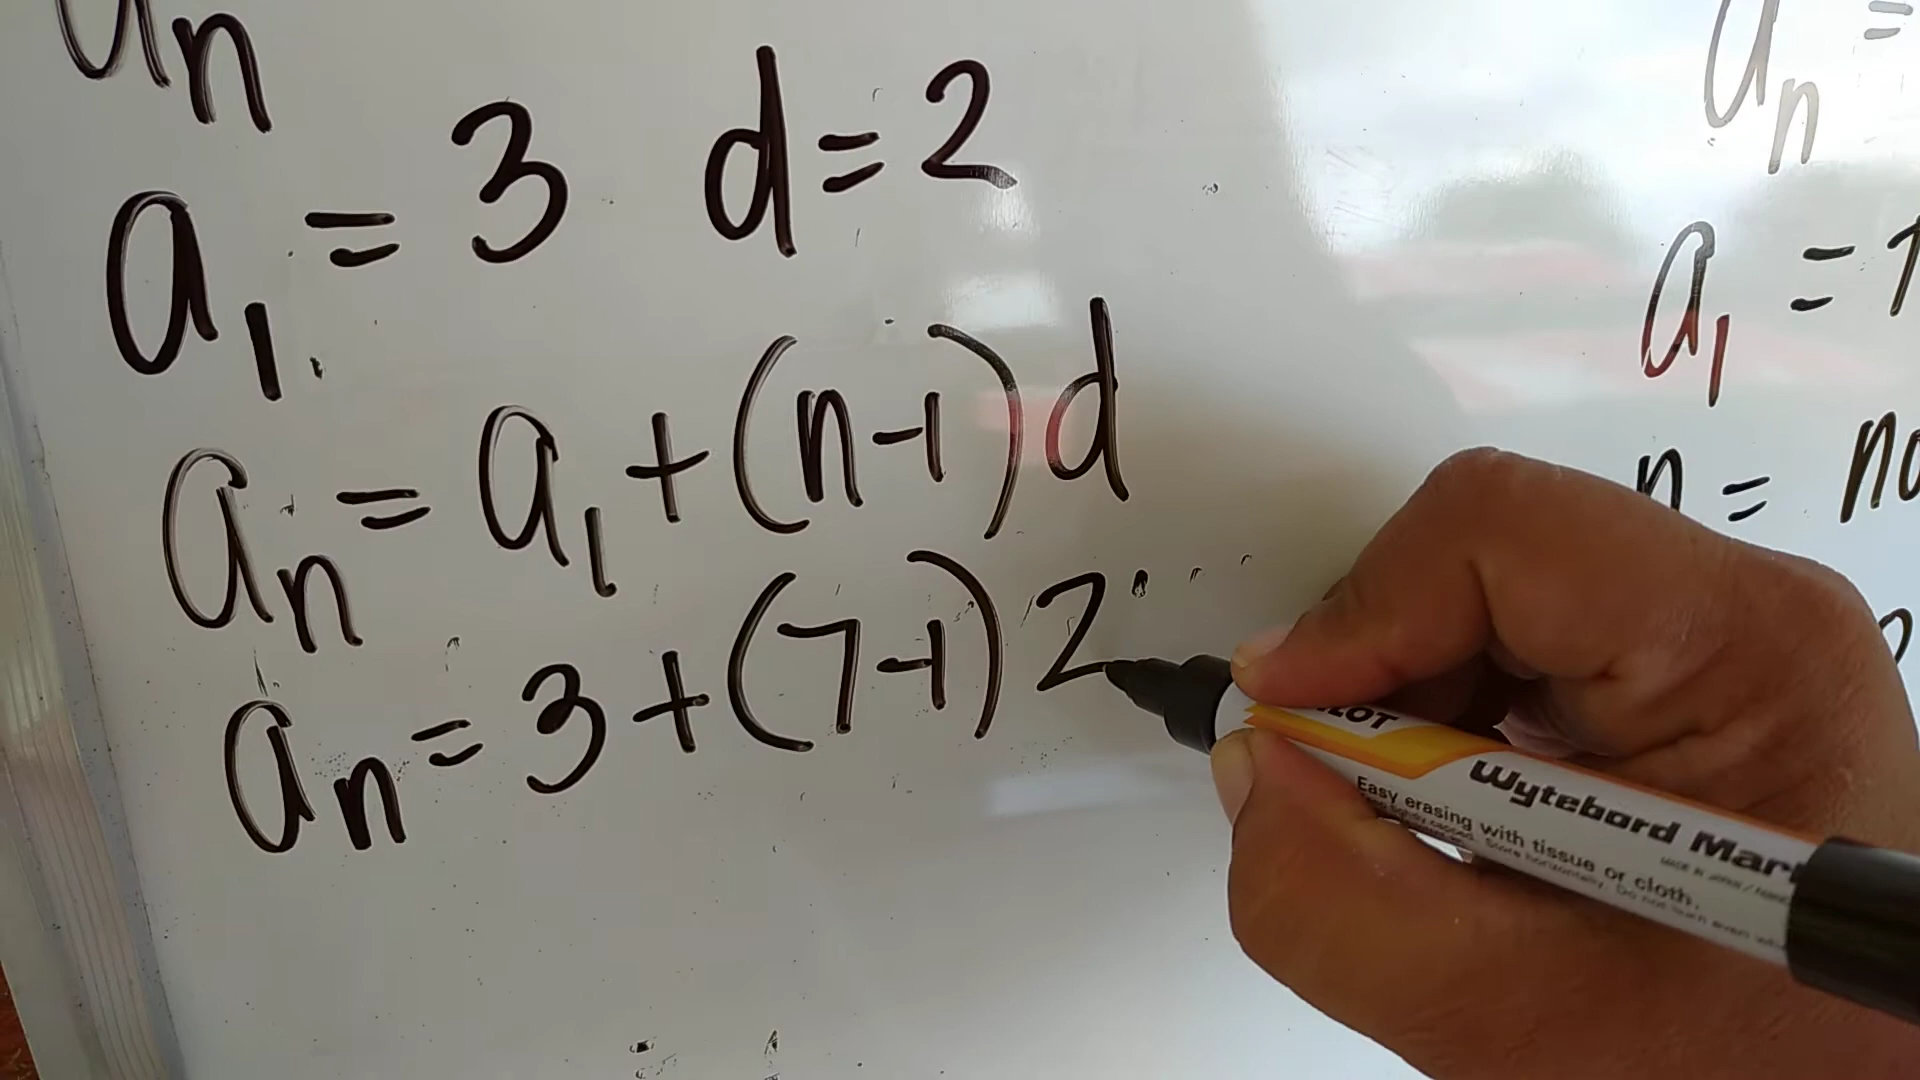 an
a1 = 3 d = 2
an = a1 + (n-1)d
an = 3 + (7-1)2
an =
a1 =
n =
Wytebord
Easy erasing with tissue or cloth.